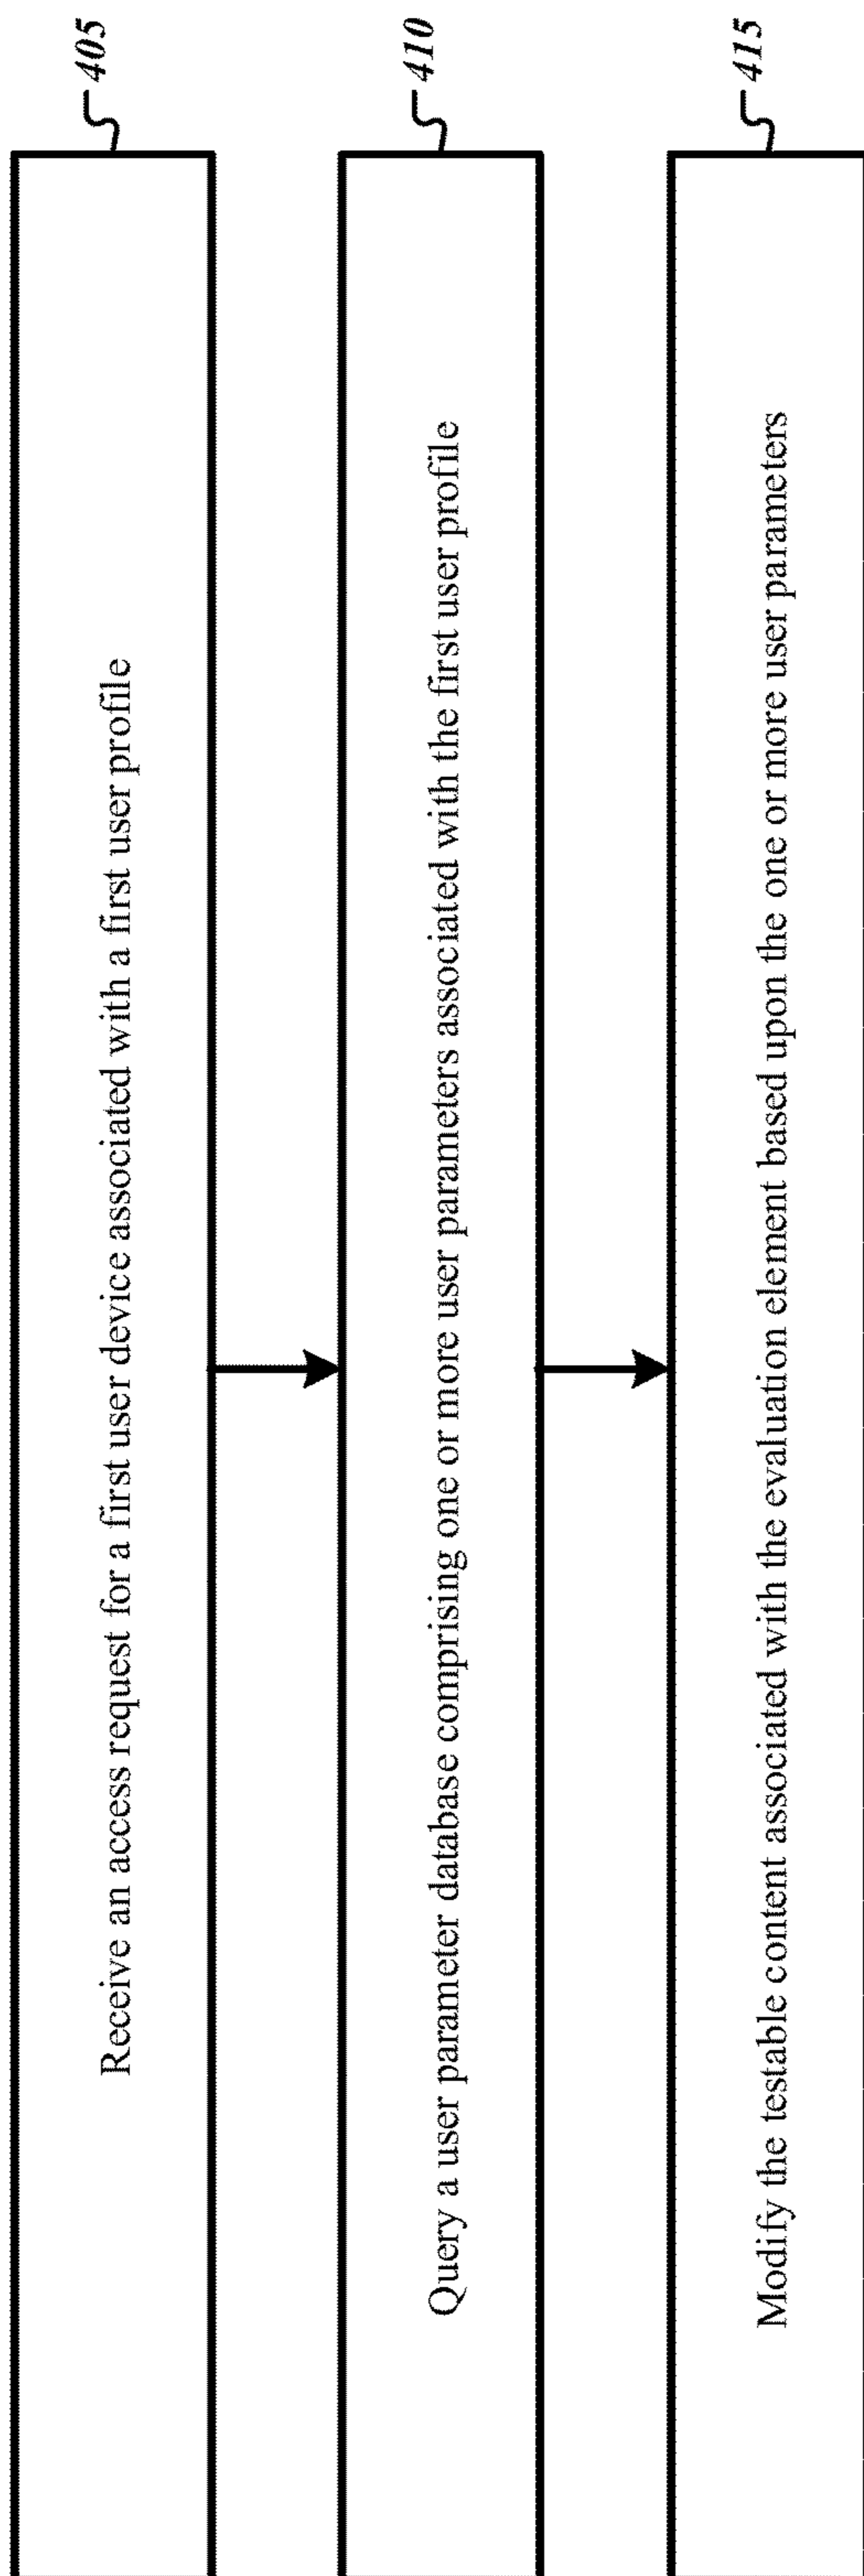 Receive an access request for a first user device associated with a first user profile
405
Query a user parameter database comprising one or more user parameters associated with the first user profile
410
Modify the testable content associated with the evaluation element based upon the one or more user parameters
415